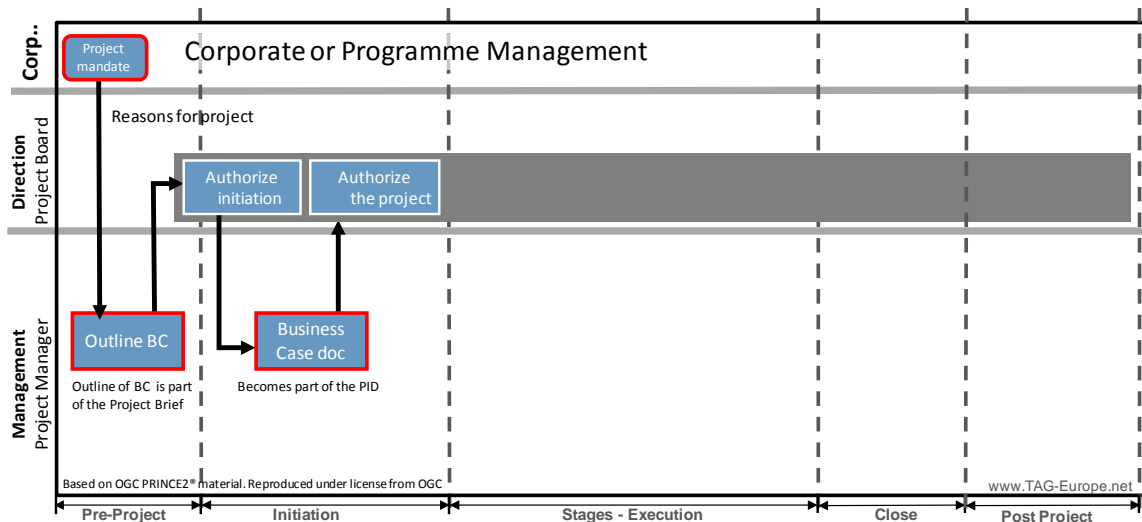 Corp..
Project
mandate
Corporate or Programme Management
Reasons for project
Direction
Project Board
Authorize
initiation
Authorize
the project
Management
Project Manager
Outline BC
Business
Case doc
Outline of BC is part
of the Project Brief
Becomes part of the PID
Based on OGC PRINCE2® material. Reproduced under license from OGC
www.TAG-Europe.net
Pre-Project
Initiation
Stages - Execution
Close
Post Project